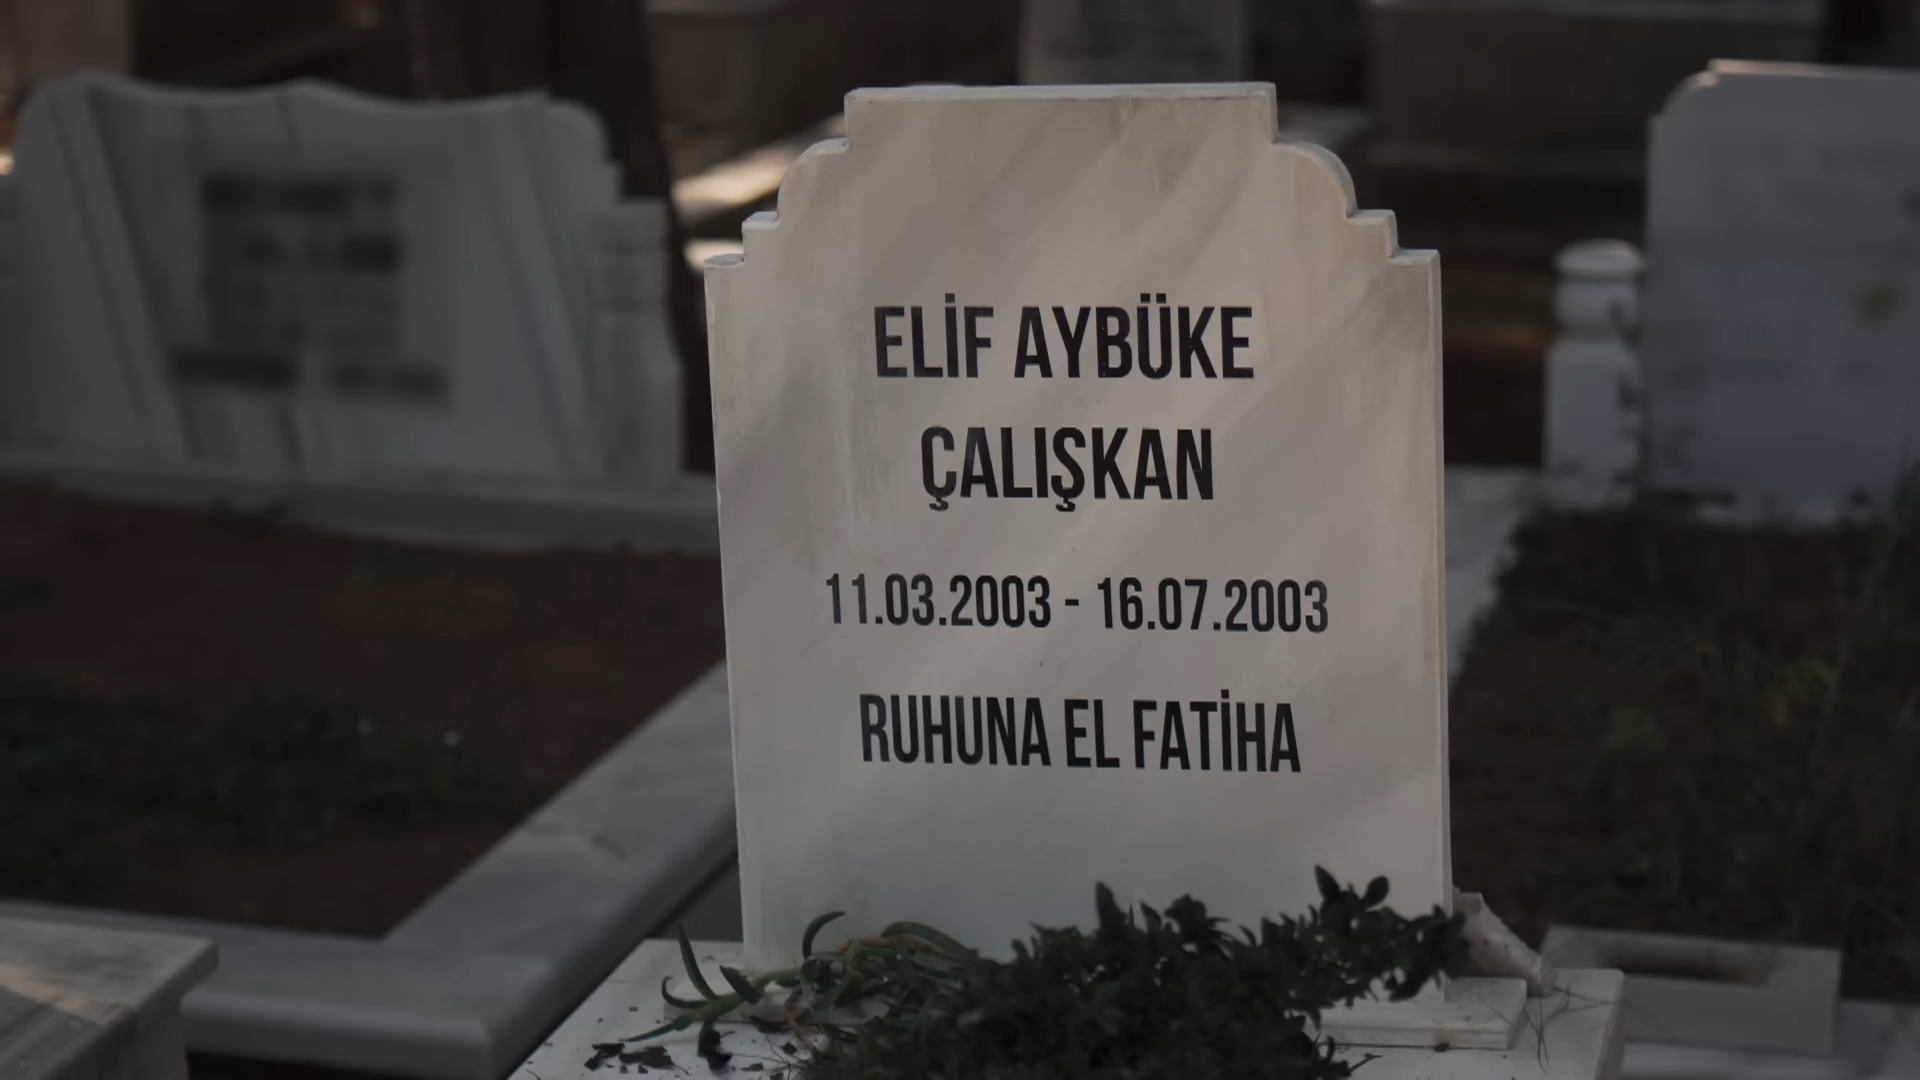 ELİF AYBÜKE
ÇALIŞKAN
11.03.2003 - 16.07.2003
RUHUNA EL FATİHA